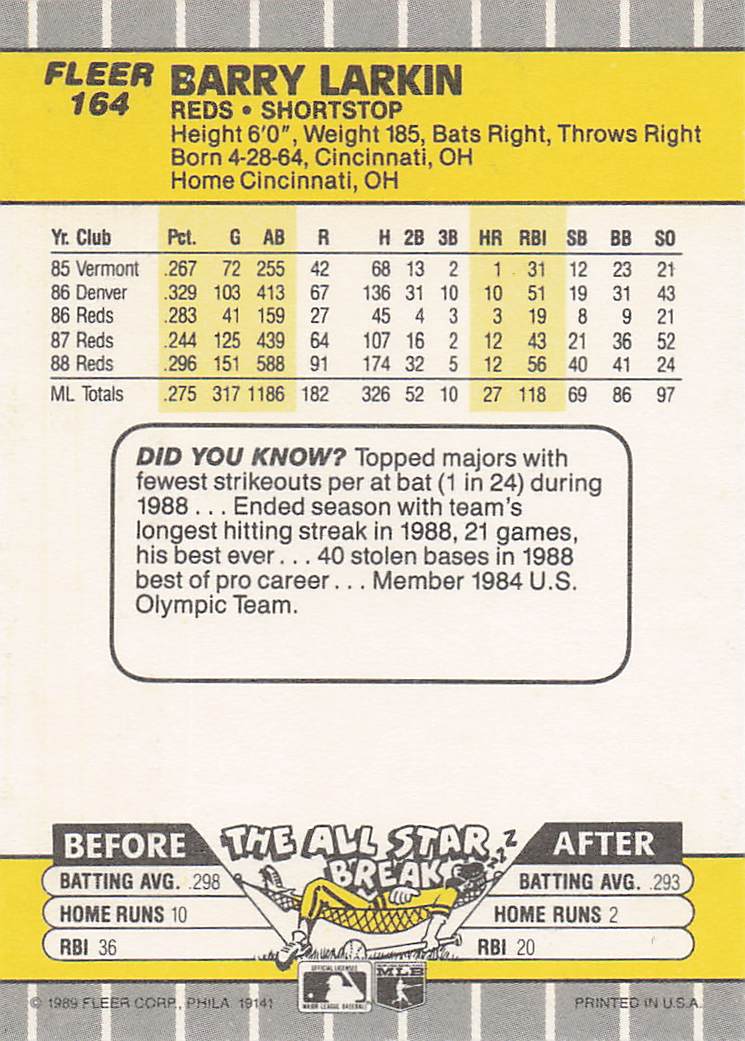 FLEER
164
BARRY LARKIN
REDS • SHORTSTOP
Height 6'0", Weight 185, Bats Right, Throws Right
Born 4-28-64, Cincinnati, OH
Home Cincinnati, OH
Yr. Club Pct. G AB R H 2B 3B HR RBI SB BB SO
85 Vermont .267 72 255 42 68 13 2 1 31 12 23 21
86 Denver .329 103 413 67 136 31 10 10 51 19 31 43
86 Reds .283 41 159 27 45 4 3 3 19 8 9 21
87 Reds .244 125 439 64 107 16 2 12 43 21 36 52
88 Reds .296 151 588 91 174 32 5 12 56 40 41 24
ML Totals .275 317 1186 182 326 52 10 27 118 69 86 97
DID YOU KNOW? Topped majors with
fewest strikeouts per at bat (1 in 24) during
1988 . . . Ended season with team's
longest hitting streak in 1988, 21 games,
his best ever . . . 40 stolen bases in 1988
best of pro career . . . Member 1984 U.S.
Olympic Team.
BEFORE THE ALL STAR BREAK zzzZ AFTER
BATTING AVG. .298 BATTING AVG. .293
HOME RUNS 10 HOME RUNS 2
RBI 36 RBI 20
OFFICIAL LICENSEE
MAJOR LEAGUE BASEBALL
MLB
© 1989 FLEER CORP., PHILA. 19141 PRINTED IN U.S.A.